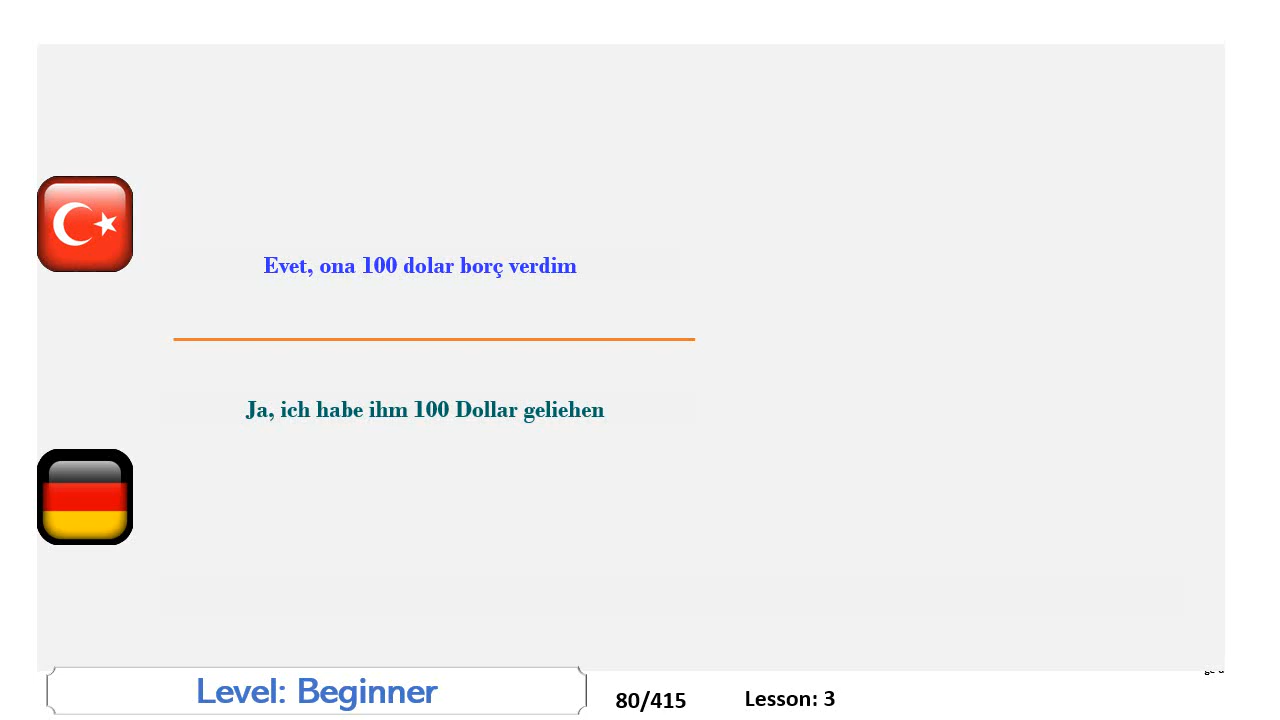 Evet, ona 100 dolar borç verdim
Ja, ich habe ihm 100 Dollar geliehen
Level: Beginner
80/415
Lesson: 3